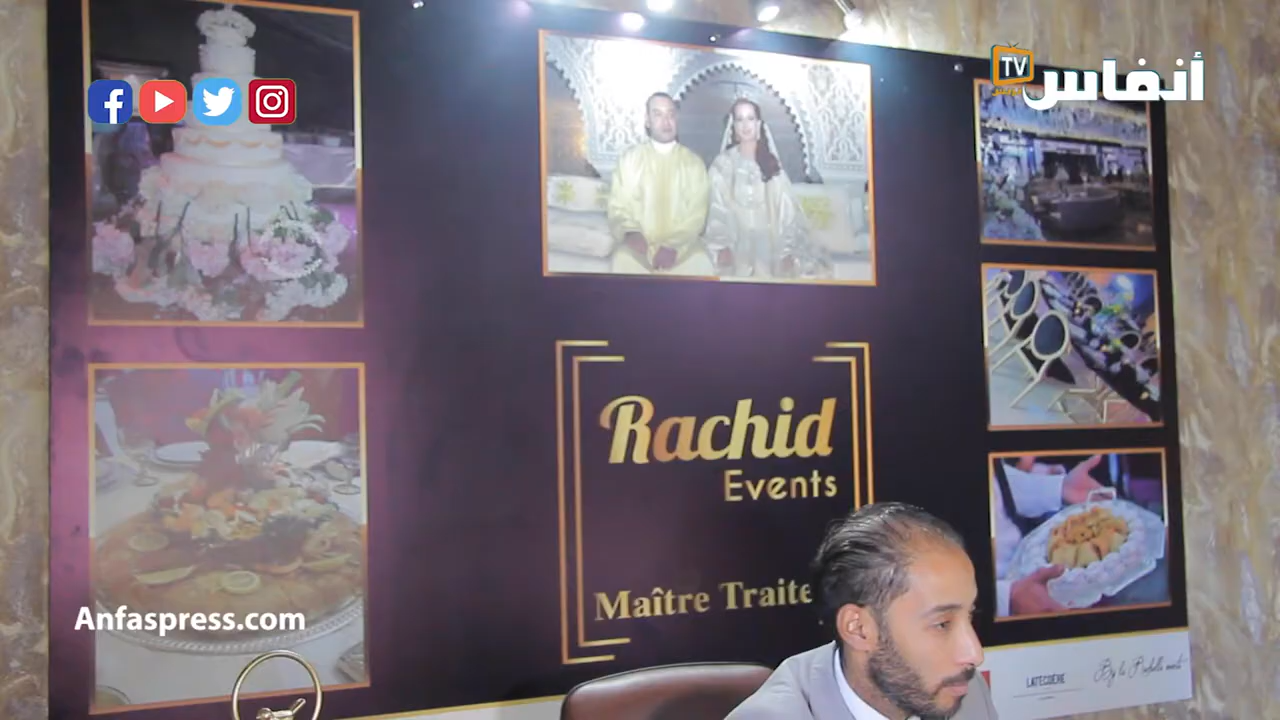 TV أنفاس
Rachid
Events
Maître Traite
Anfaspress.com
LATECOERE